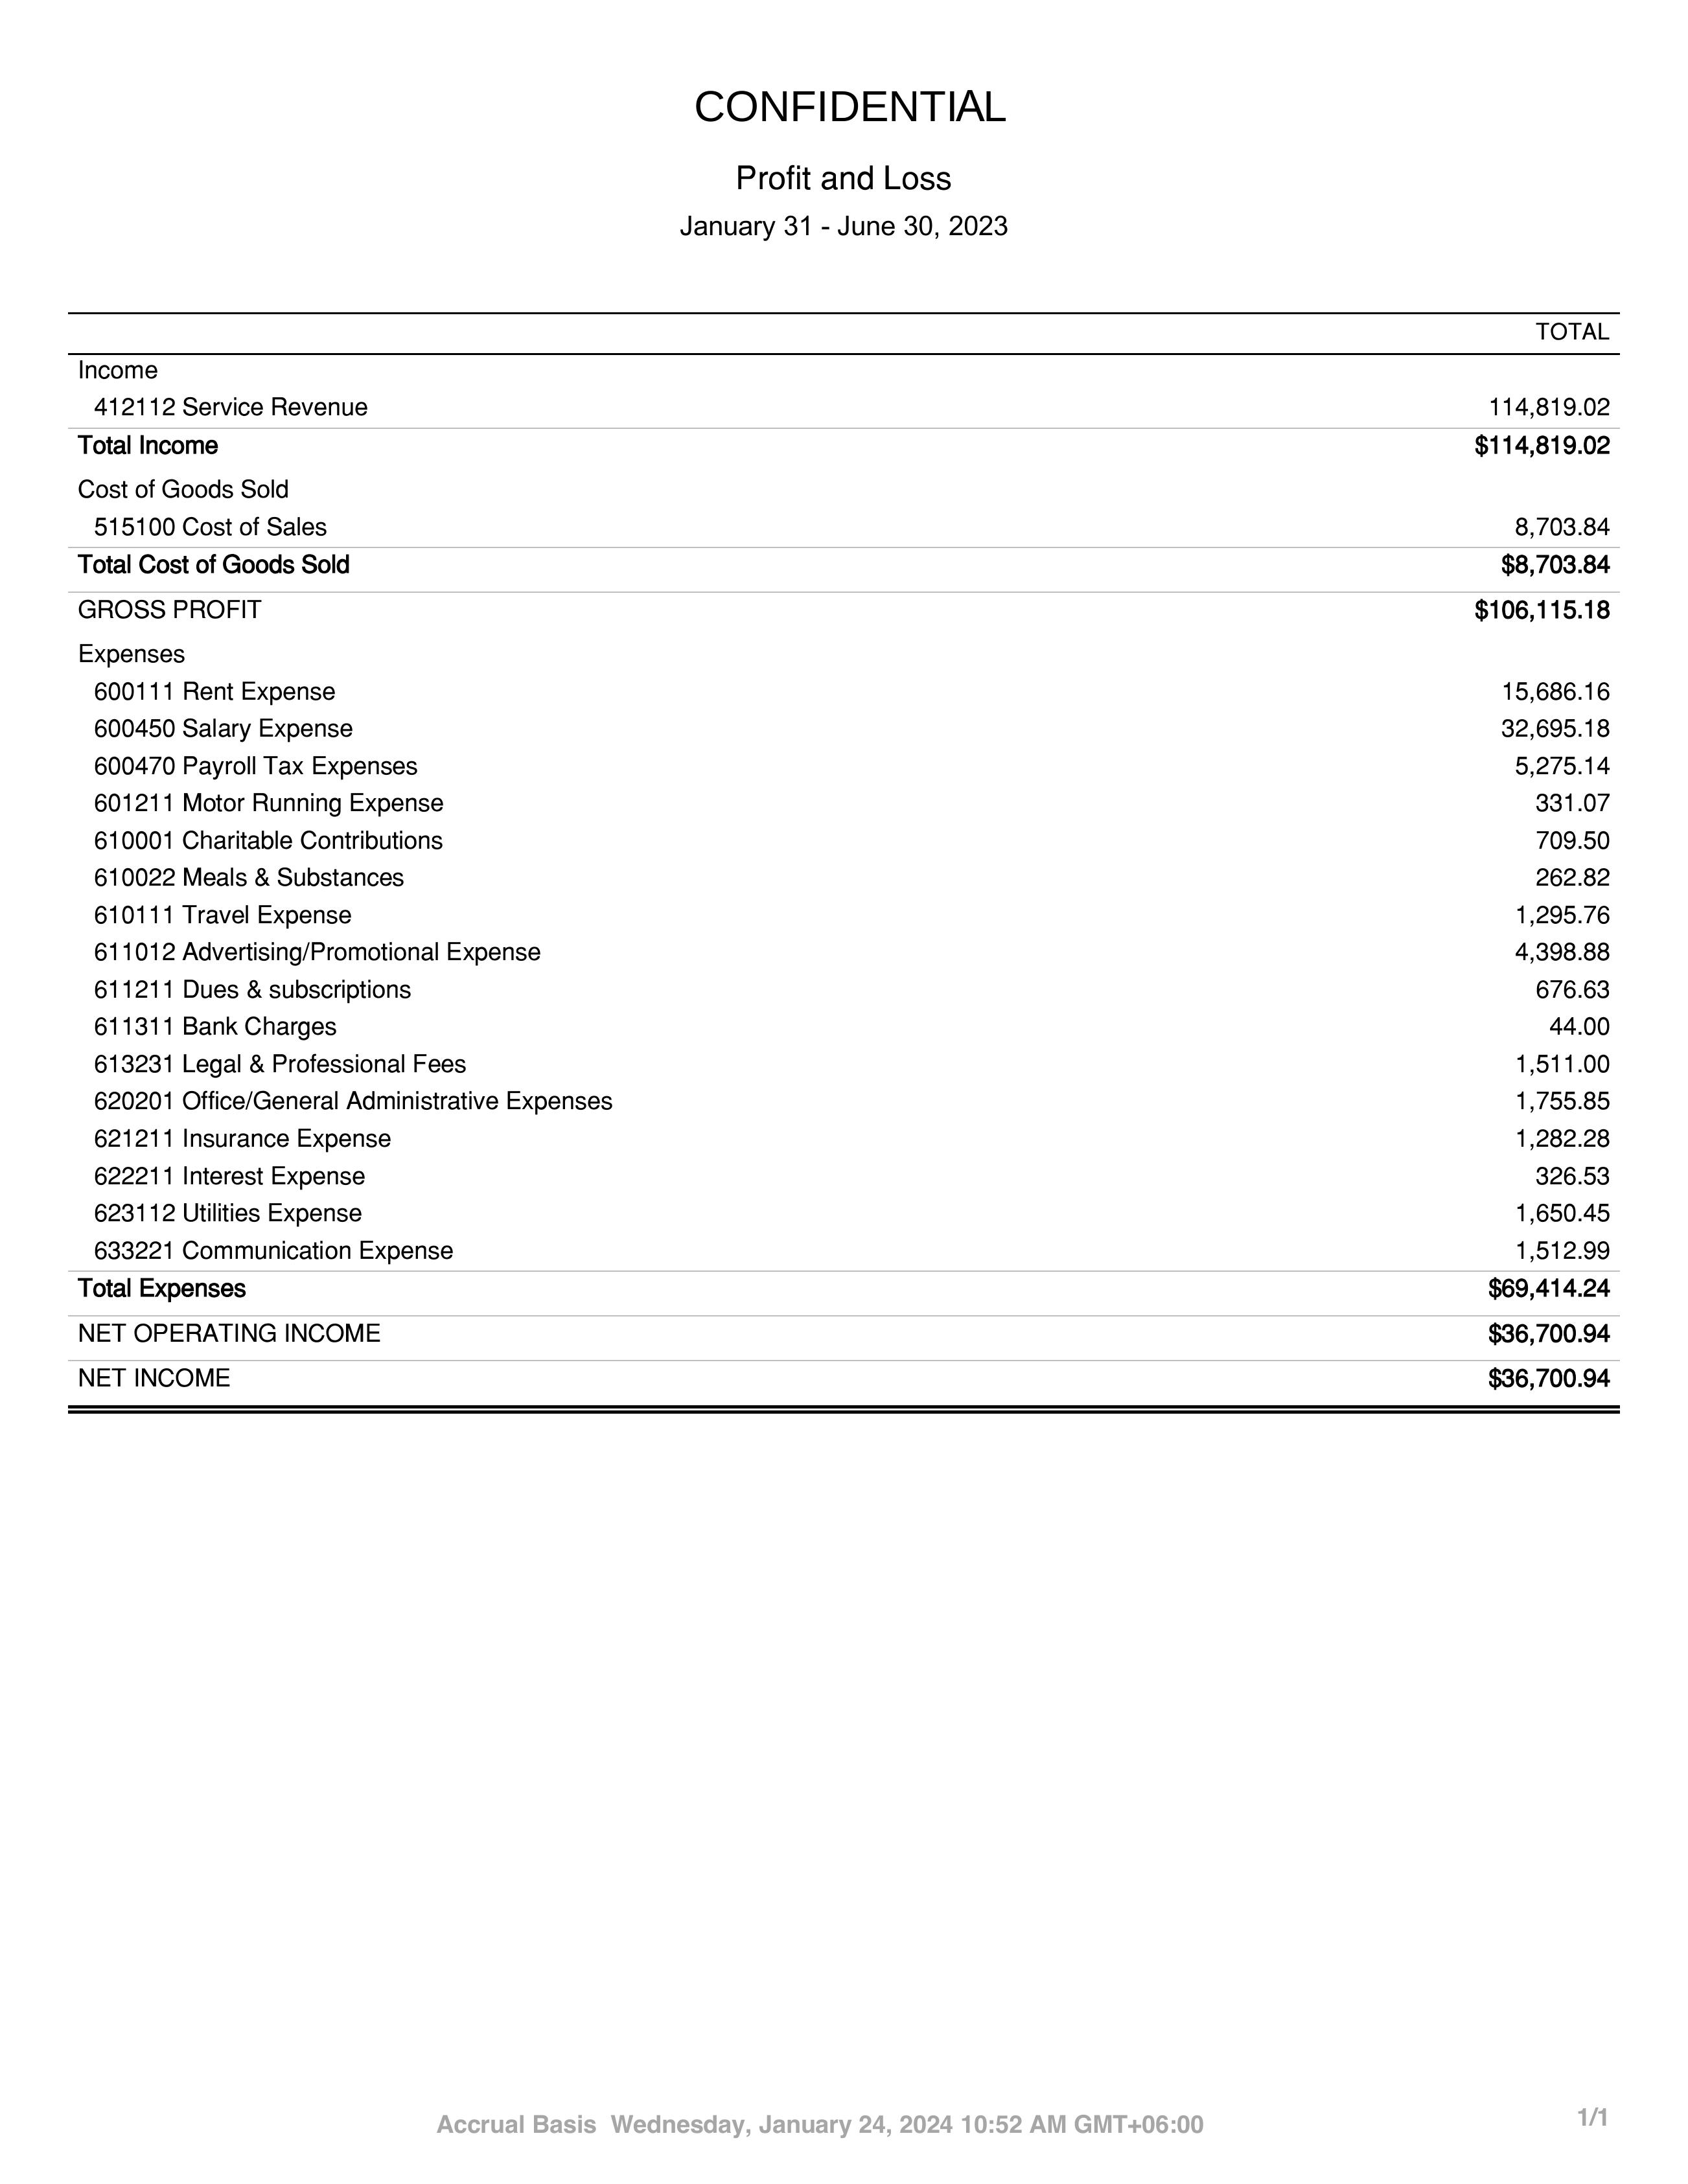 CONFIDENTIAL
Profit and Loss
January 31 - June 30, 2023
TOTAL
Income
412112 Service Revenue 114,819.02
Total Income $114,819.02
Cost of Goods Sold
515100 Cost of Sales 8,703.84
Total Cost of Goods Sold $8,703.84
GROSS PROFIT $106,115.18
Expenses
600111 Rent Expense 15,686.16
600450 Salary Expense 32,695.18
600470 Payroll Tax Expenses 5,275.14
601211 Motor Running Expense 331.07
610001 Charitable Contributions 709.50
610022 Meals & Substances 262.82
610111 Travel Expense 1,295.76
611012 Advertising/Promotional Expense 4,398.88
611211 Dues & subscriptions 676.63
611311 Bank Charges 44.00
613231 Legal & Professional Fees 1,511.00
620201 Office/General Administrative Expenses 1,755.85
621211 Insurance Expense 1,282.28
622211 Interest Expense 326.53
623112 Utilities Expense 1,650.45
633221 Communication Expense 1,512.99
Total Expenses $69,414.24
NET OPERATING INCOME $36,700.94
NET INCOME $36,700.94
Accrual Basis Wednesday, January 24, 2024 10:52 AM GMT+06:00 1/1